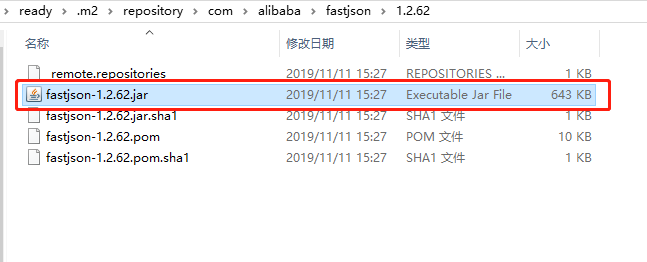 ready > .m2 > repository > com > alibaba > fastjson > 1.2.62
名称 修改日期 类型 大小
_remote.repositories 2019/11/11 15:27 REPOSITORIES ... 1 KB
fastjson-1.2.62.jar 2019/11/11 15:27 Executable Jar File 643 KB
fastjson-1.2.62.jar.sha1 2019/11/11 15:27 SHA1 文件 1 KB
fastjson-1.2.62.pom 2019/11/11 15:27 POM 文件 10 KB
fastjson-1.2.62.pom.sha1 2019/11/11 15:27 SHA1 文件 1 KB